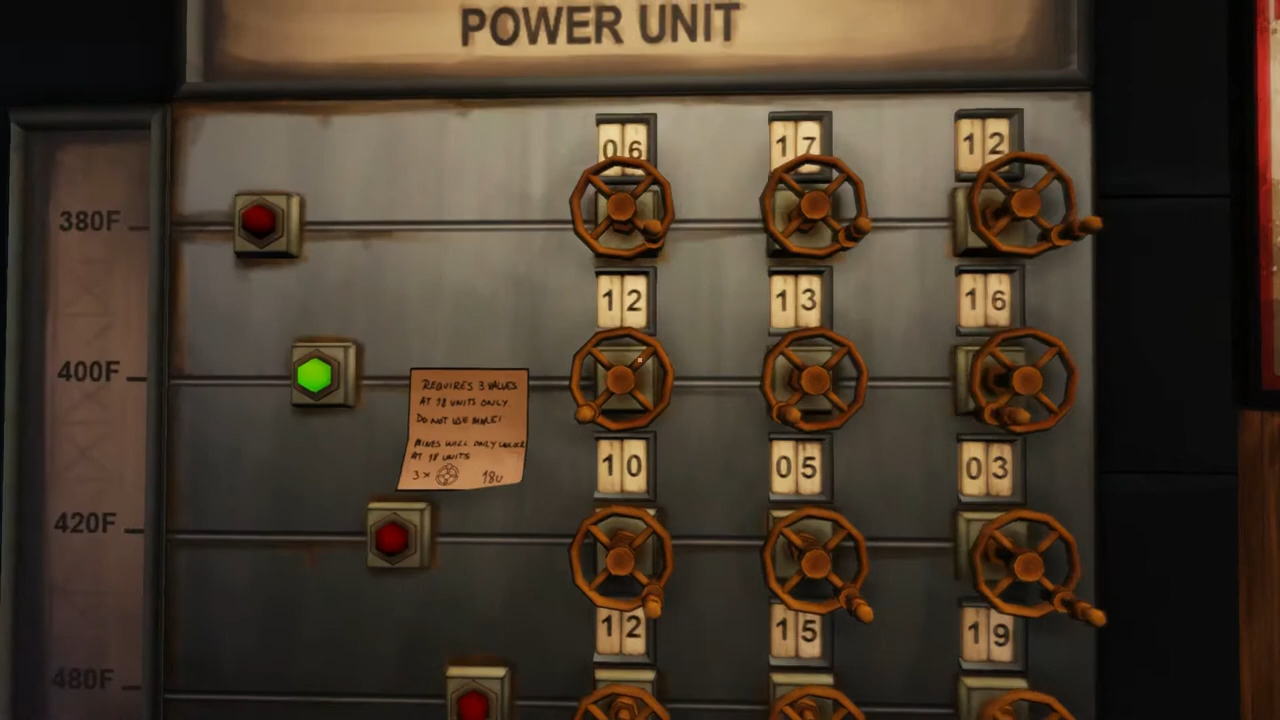 POWER UNIT
06 17 12
380F
12 13 16
400F
REQUIRES 3 VALVES
AT 18 UNITS ONLY.
DO NOT USE MORE!
MINES WILL ONLY UNLOCK
AT 18 UNITS
3× 18U
10 05 03
420F
12 15 19
480F